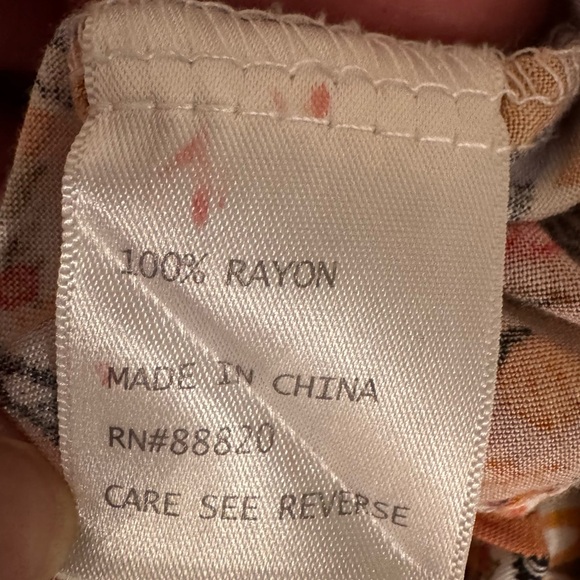 100% RAYON
MADE IN CHINA
RN#88820
CARE SEE REVERSE